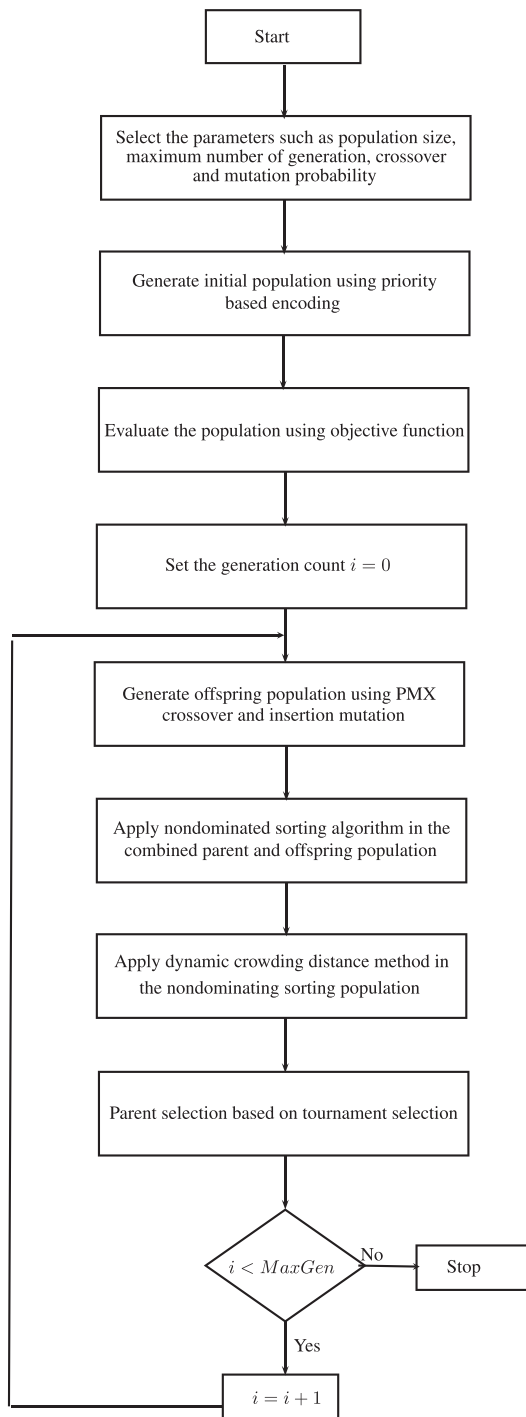 Start
Select the parameters such as population size,
maximum number of generation, crossover
and mutation probability
Generate initial population using priority
based encoding
Evaluate the population using objective function
Set the generation count i = 0
Generate offspring population using PMX
crossover and insertion mutation
Apply nondominated sorting algorithm in the
combined parent and offspring population
Apply dynamic crowding distance method in
the nondominating sorting population
Parent selection based on tournament selection
i < MaxGen
No
Stop
Yes
i = i + 1